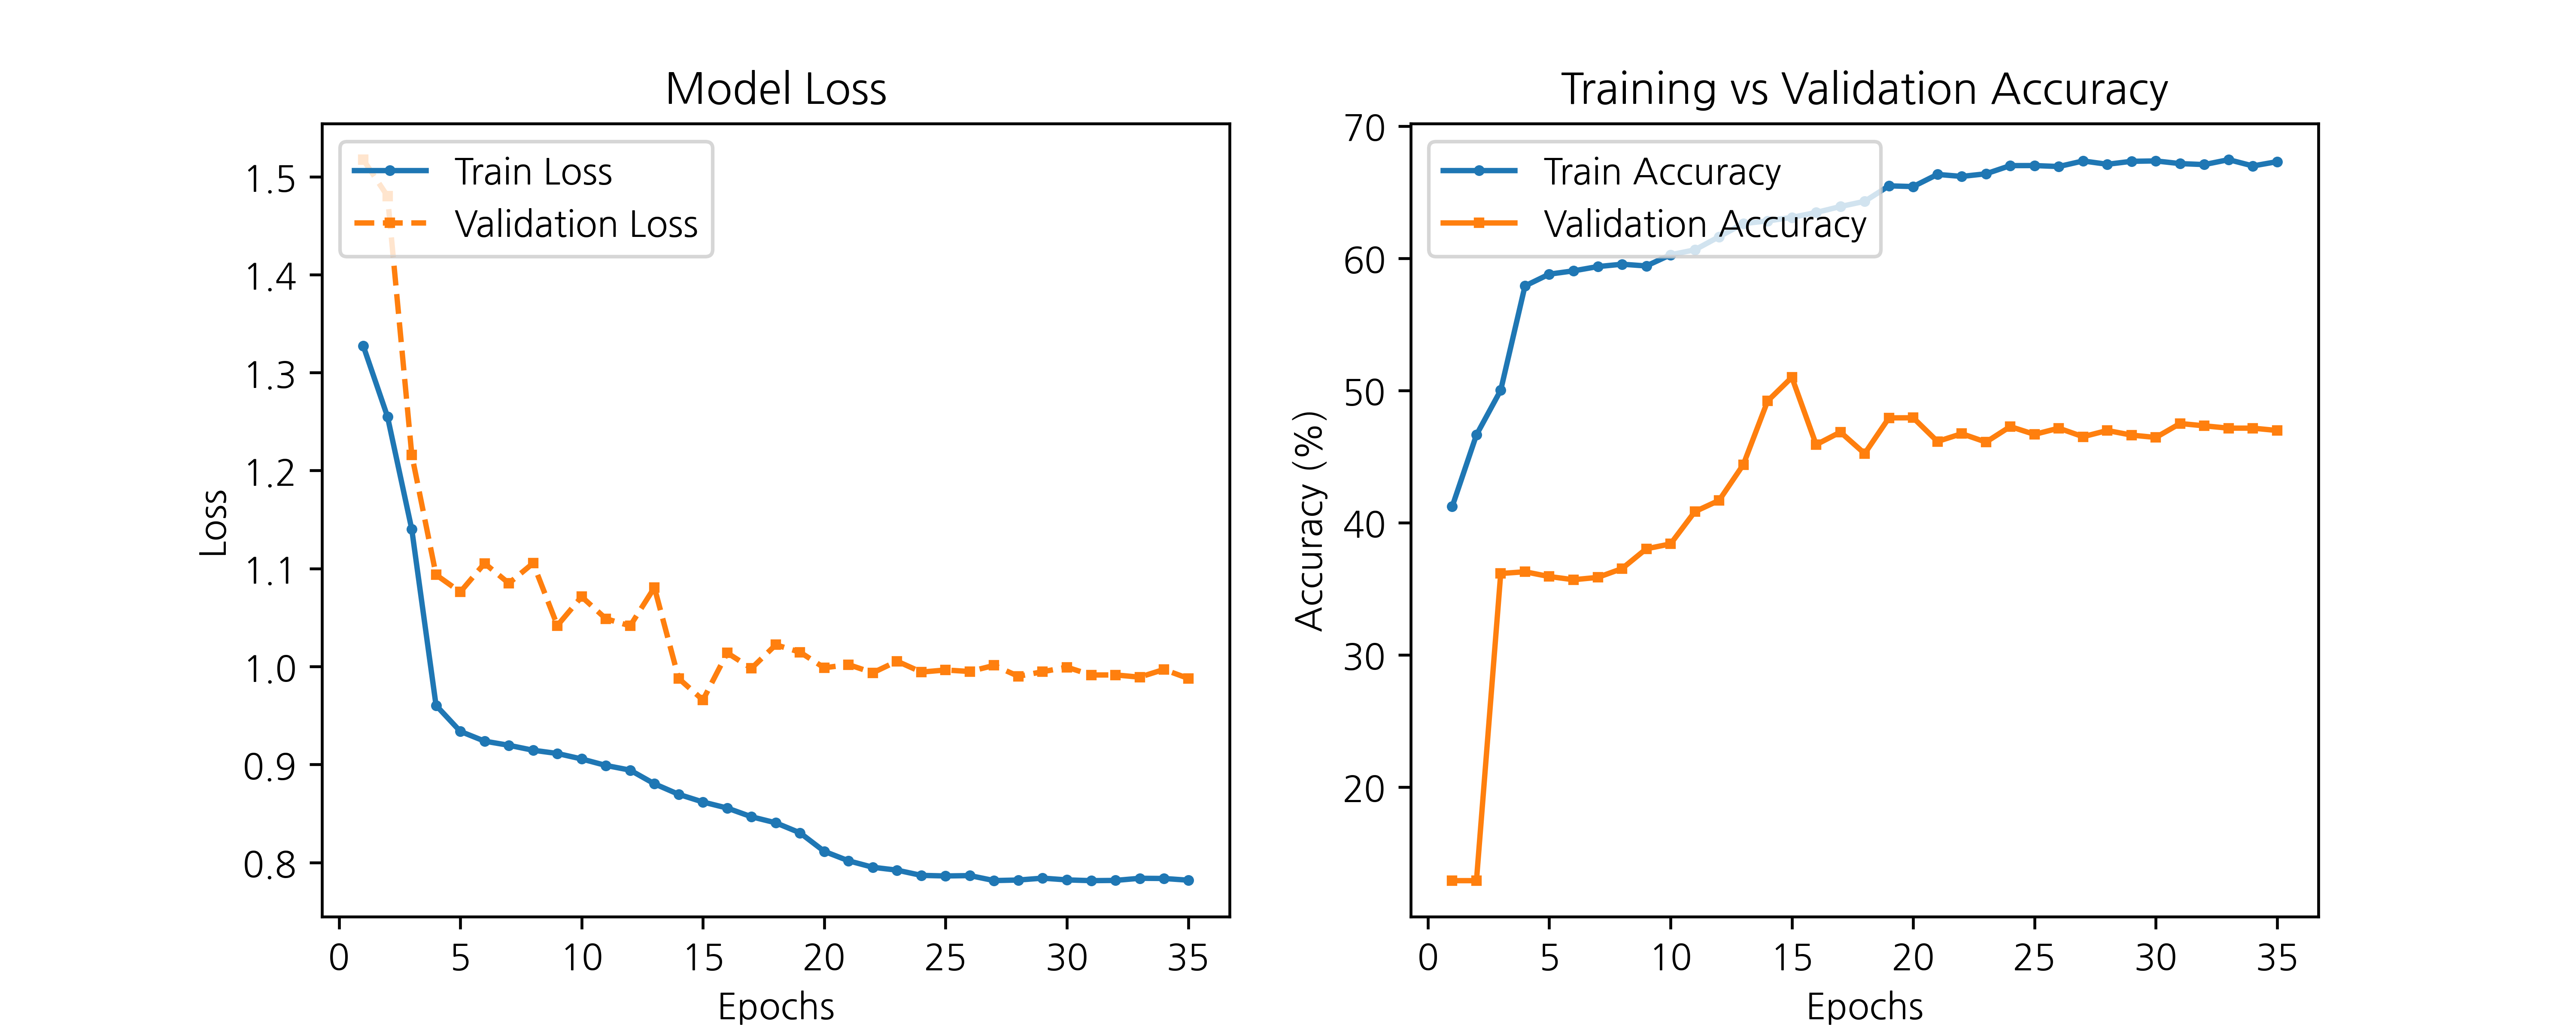 Model Loss
Train Loss
Validation Loss
1.5
1.4
1.3
1.2
1.1
1.0
0.9
0.8
Loss
0 5 10 15 20 25 30 35
Epochs
Training vs Validation Accuracy
Train Accuracy
Validation Accuracy
70
60
50
40
30
20
Accuracy (%)
0 5 10 15 20 25 30 35
Epochs